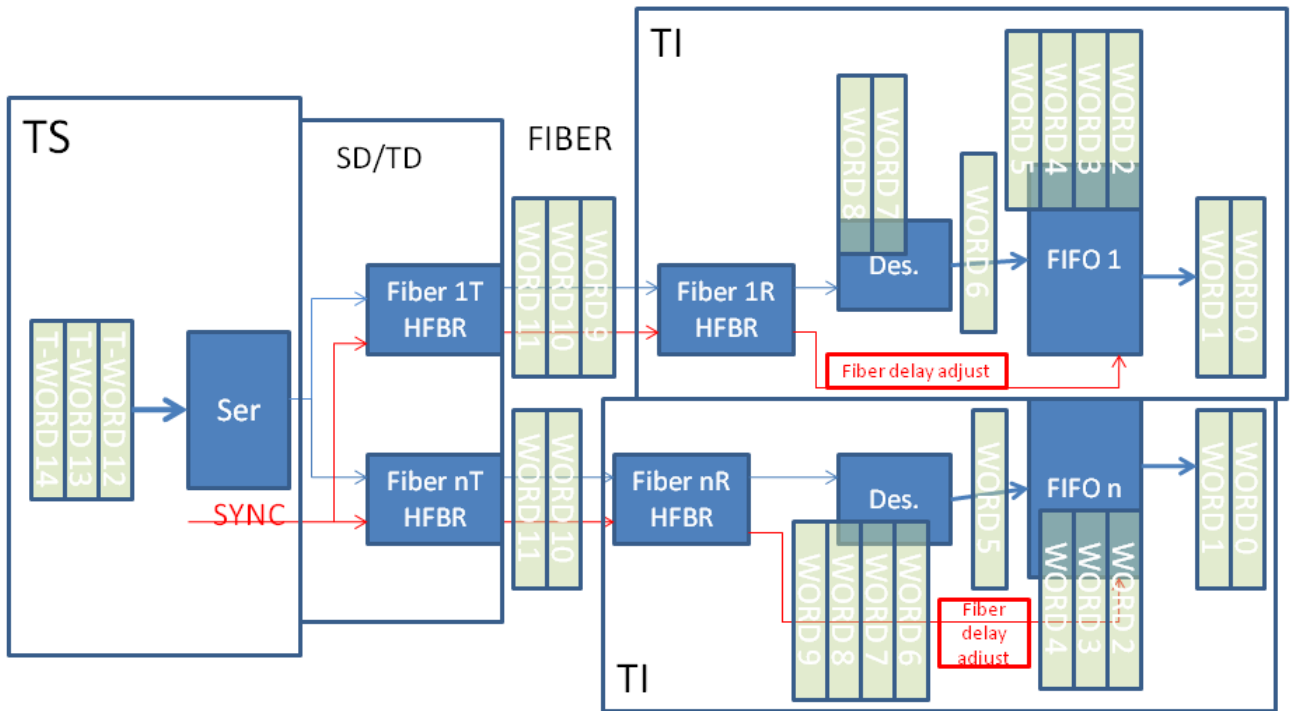 TS
T-WORD 14
T-WORD 13
T-WORD 12
Ser
SYNC
SD/TD
Fiber 1T
HFBR
Fiber nT
HFBR
FIBER
WORD 11
WORD 10
WORD 9
WORD 11
WORD 10
TI
Fiber 1R
HFBR
WORD 8
WORD 7
Des.
WORD 6
WORD 5
WORD 4
WORD 3
WORD 2
FIFO 1
WORD 1
WORD 0
Fiber delay adjust
Fiber nR
HFBR
Des.
WORD 9
WORD 8
WORD 7
WORD 6
WORD 5
FIFO n
WORD 4
WORD 3
WORD 2
WORD 1
WORD 0
Fiber
delay
adjust
TI